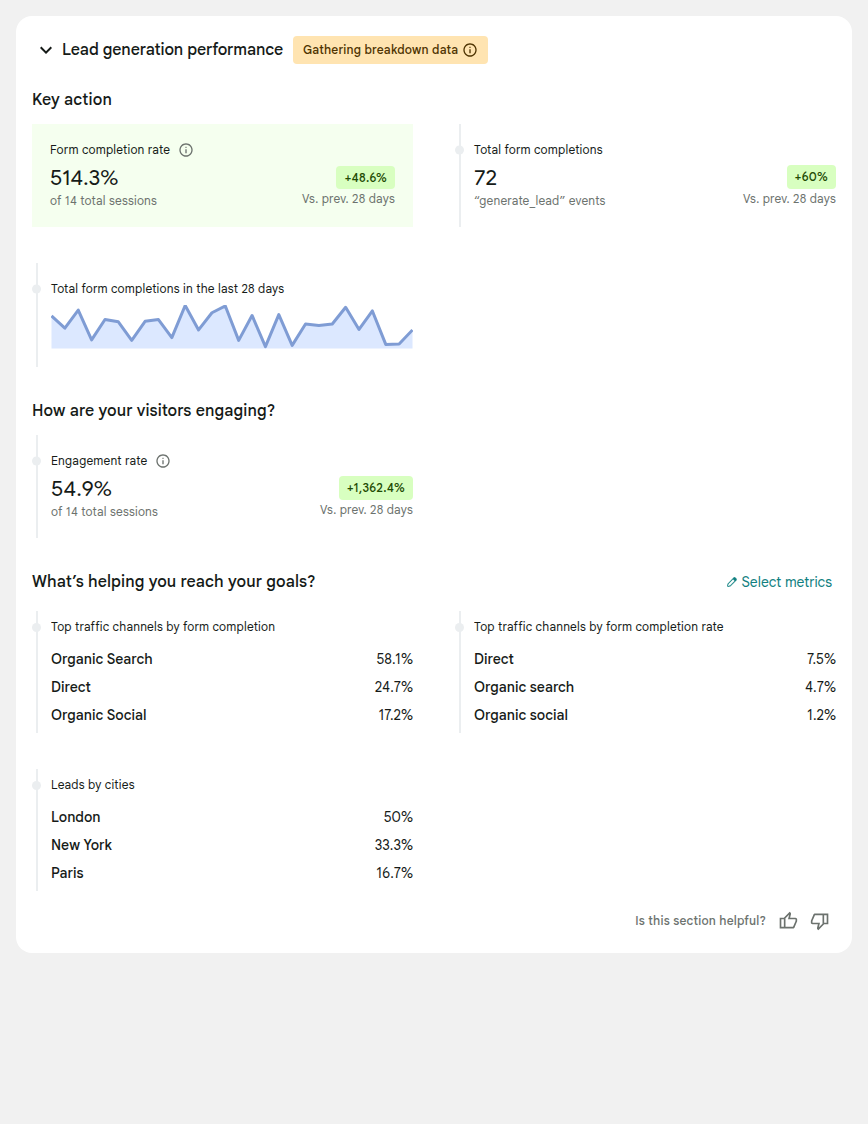 Lead generation performance
Gathering breakdown data
Key action
Form completion rate
514.3%
+48.6%
of 14 total sessions
Vs. prev. 28 days
Total form completions
72
+60%
“generate_lead” events
Vs. prev. 28 days
Total form completions in the last 28 days
How are your visitors engaging?
Engagement rate
54.9%
+1,362.4%
of 14 total sessions
Vs. prev. 28 days
What’s helping you reach your goals?
Select metrics
Top traffic channels by form completion
Organic Search 58.1%
Direct 24.7%
Organic Social 17.2%
Top traffic channels by form completion rate
Direct 7.5%
Organic search 4.7%
Organic social 1.2%
Leads by cities
London 50%
New York 33.3%
Paris 16.7%
Is this section helpful?